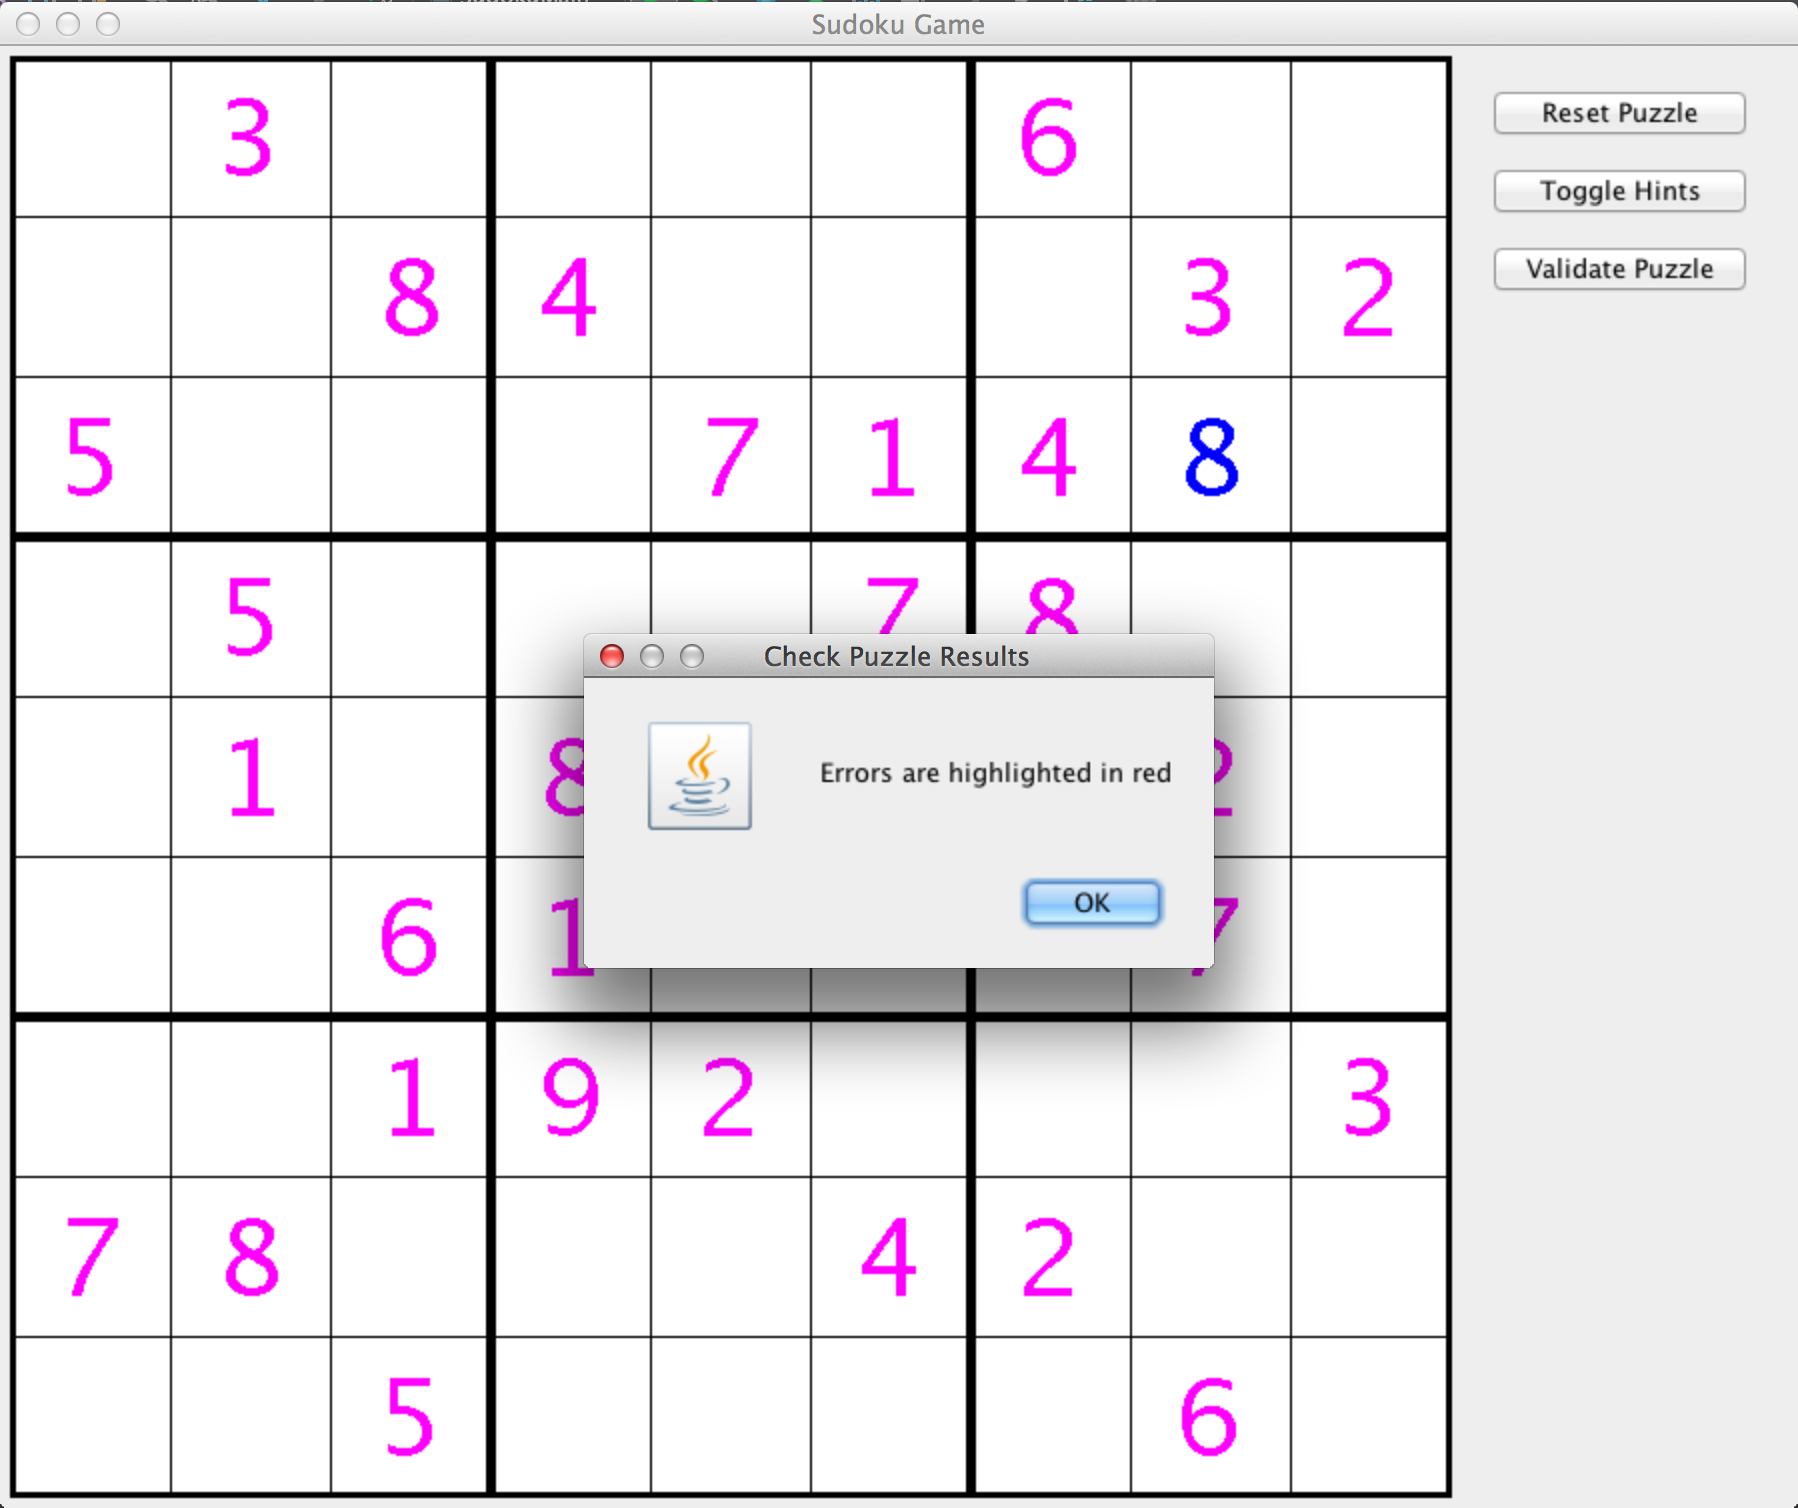 Sudoku Game
3 6
8 4 3 2
5 7 1 4 8
5 7 8
1 8 2
6 1 7
1 9 2 3
7 8 4 2
5 6
Reset Puzzle
Toggle Hints
Validate Puzzle
Check Puzzle Results
Errors are highlighted in red
OK